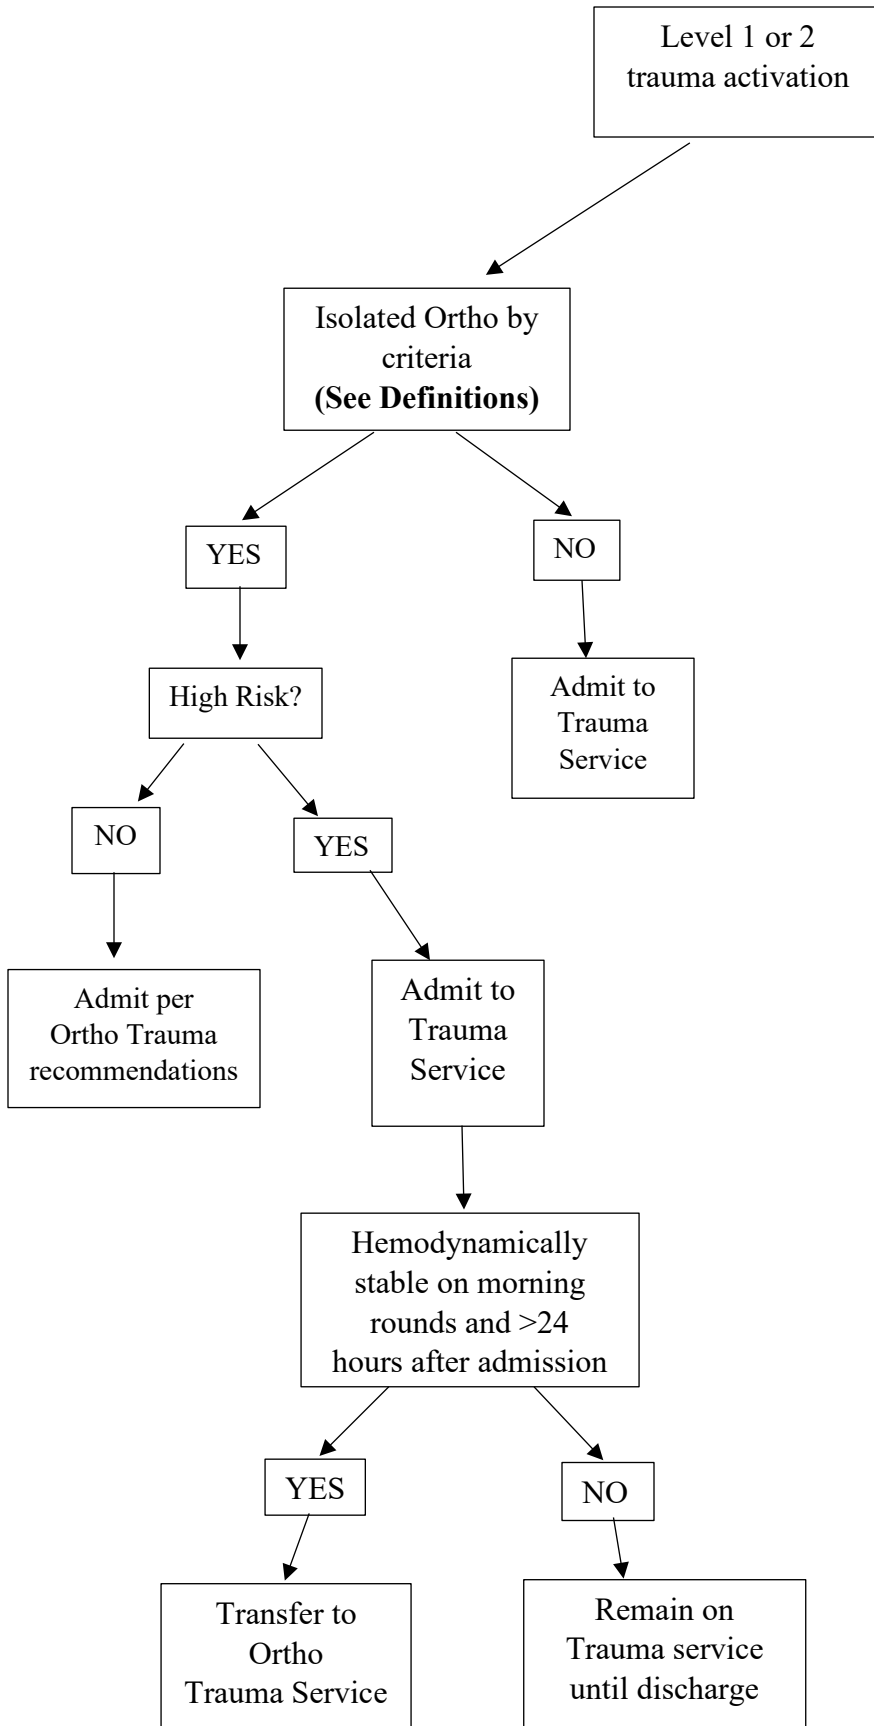 Level 1 or 2
trauma activation
Isolated Ortho by
criteria
(See Definitions)
YES
NO
High Risk?
Admit to
Trauma
Service
NO
YES
Admit per
Ortho Trauma
recommendations
Admit to
Trauma
Service
Hemodynamically
stable on morning
rounds and >24
hours after admission
YES
NO
Transfer to
Ortho
Trauma Service
Remain on
Trauma service
until discharge